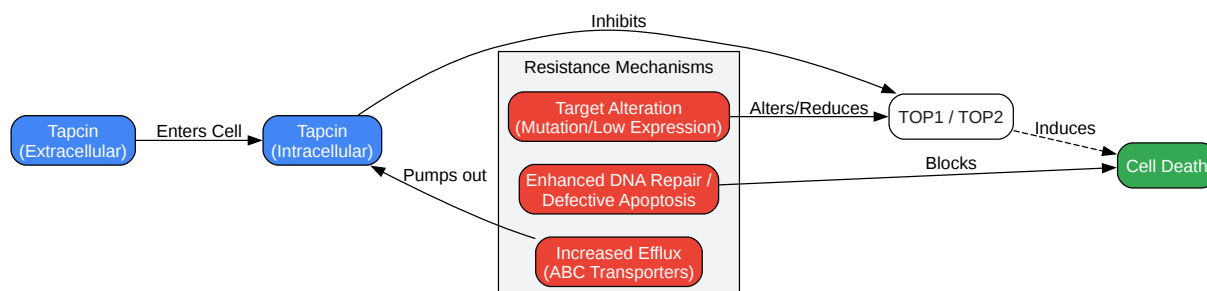 Inhibits
Resistance Mechanisms
Tapcin
(Extracellular)
Enters Cell
Tapcin
(Intracellular)
Target Alteration
(Mutation/Low Expression)
Alters/Reduces
TOP1 / TOP2
Induces
Pumps out
Enhanced DNA Repair /
Defective Apoptosis
Blocks
Cell Death
Increased Efflux
(ABC Transporters)